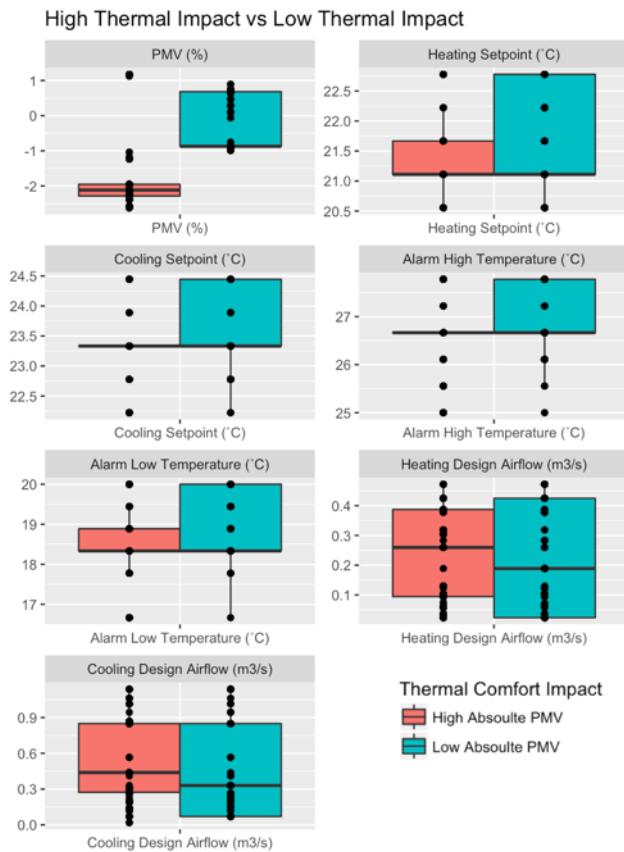 High Thermal Impact vs Low Thermal Impact
PMV (%)
1
0
-1
-2
PMV (%)
Heating Setpoint (˚C)
22.5
22.0
21.5
21.0
20.5
Heating Setpoint (˚C)
Cooling Setpoint (˚C)
24.5
24.0
23.5
23.0
22.5
Cooling Setpoint (˚C)
Alarm High Temperature (˚C)
27
26
25
Alarm High Temperature (˚C)
Alarm Low Temperature (˚C)
20
19
18
17
Alarm Low Temperature (˚C)
Heating Design Airflow (m3/s)
0.4
0.3
0.2
0.1
Heating Design Airflow (m3/s)
Cooling Design Airflow (m3/s)
0.9
0.6
0.3
0.0
Cooling Design Airflow (m3/s)
Thermal Comfort Impact
High Absoulte PMV
Low Absoulte PMV